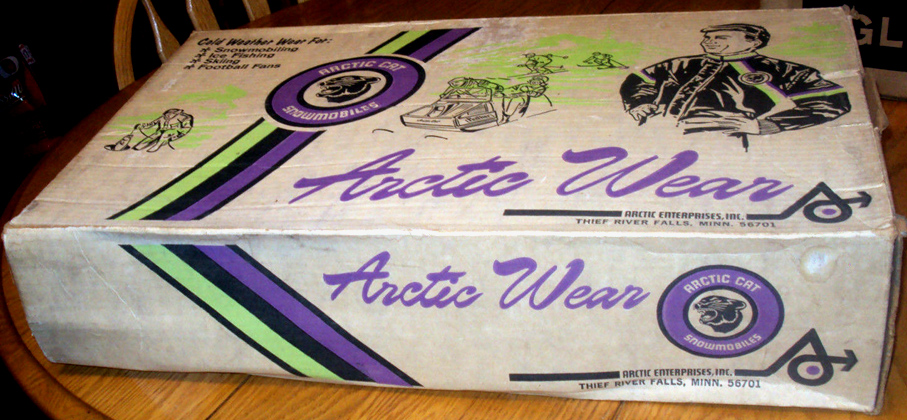 Cold Weather Wear For:
* Snowmobiling
* Ice Fishing
* Skiing
* Football Fans
ARCTIC CAT
SNOWMOBILES
Arctic Wear
ARCTIC ENTERPRISES, INC.
THIEF RIVER FALLS, MINN. 56701
Arctic Wear
ARCTIC CAT
SNOWMOBILES
ARCTIC ENTERPRISES, INC.
THIEF RIVER FALLS, MINN. 56701